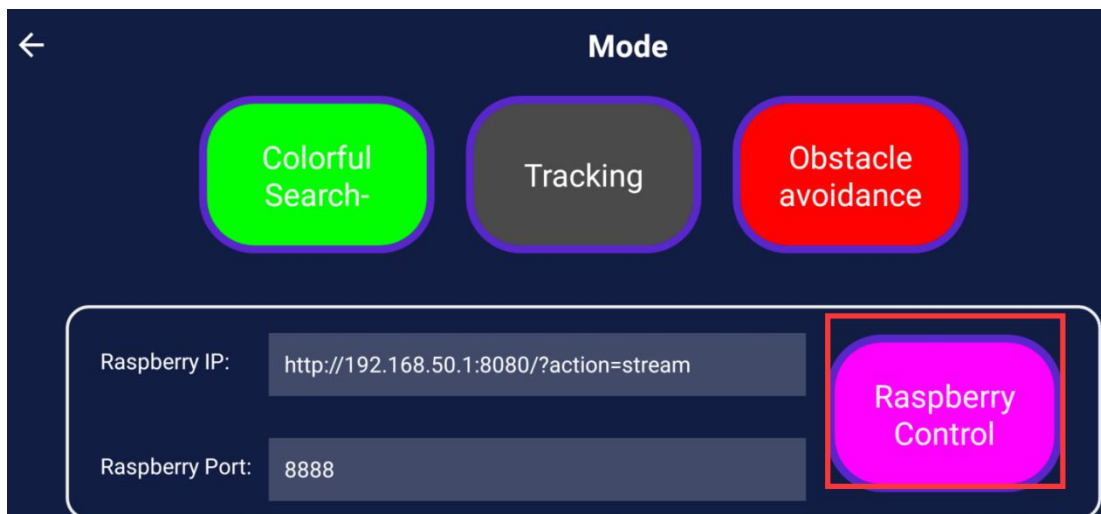 Mode
Colorful
Search-
Tracking
Obstacle
avoidance
Raspberry IP:
http://192.168.50.1:8080/?action=stream
Raspberry
Control
Raspberry Port:
8888